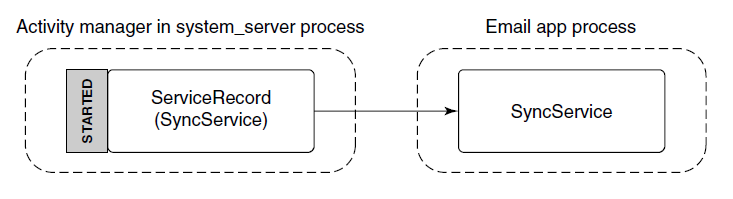 Activity manager in system_server process
Email app process
STARTED
ServiceRecord
(SyncService)
SyncService